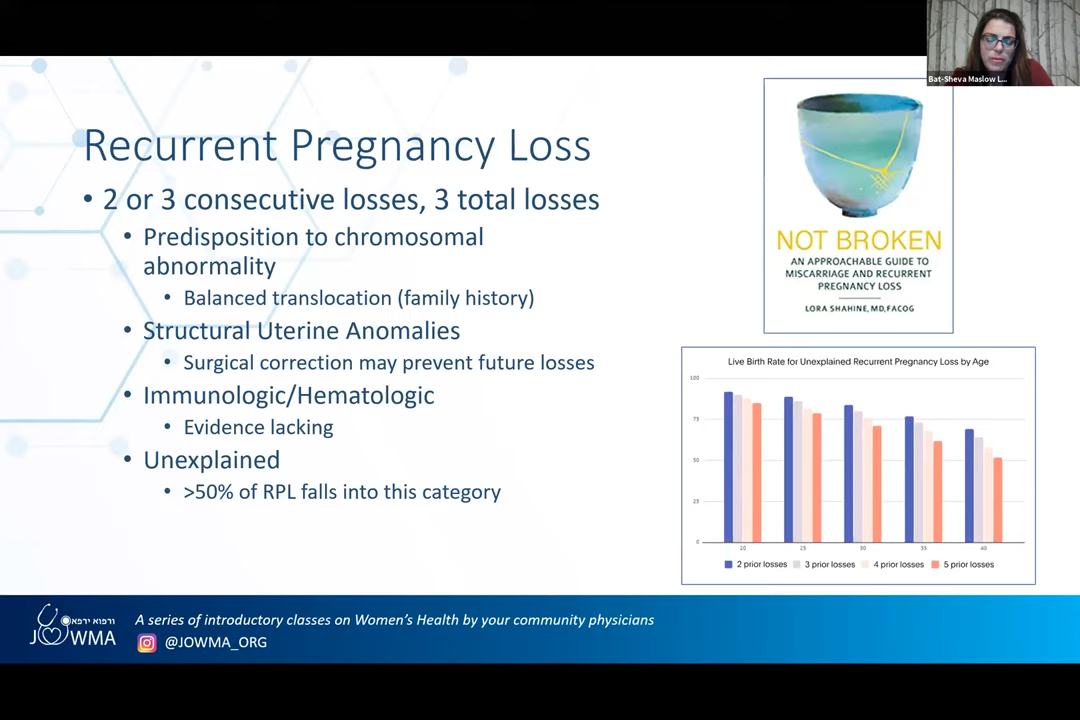 Bat-Sheva Maslow L...
Recurrent Pregnancy Loss
• 2 or 3 consecutive losses, 3 total losses
• Predisposition to chromosomal
abnormality
• Balanced translocation (family history)
• Structural Uterine Anomalies
• Surgical correction may prevent future losses
• Immunologic/Hematologic
• Evidence lacking
• Unexplained
• >50% of RPL falls into this category
NOT BROKEN
AN APPROACHABLE GUIDE TO
MISCARRIAGE AND RECURRENT
PREGNANCY LOSS
LORA SHAHINE, MD, FACOG
Live Birth Rate for Unexplained Recurrent Pregnancy Loss by Age
100
75
50
25
0
20 25 30 35 40
2 prior losses 3 prior losses 4 prior losses 5 prior losses
ורפוא ירפא
JOWMA
A series of introductory classes on Women's Health by your community physicians
@JOWMA_ORG